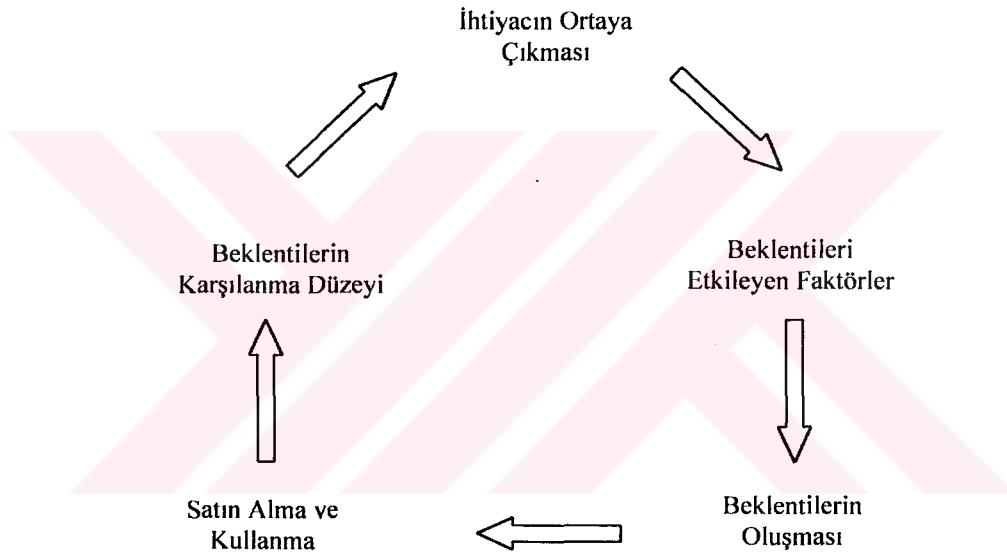 İhtiyacın Ortaya
Çıkması
Beklentileri
Etkileyen Faktörler
Beklentilerin
Oluşması
Satın Alma ve
Kullanma
Beklentilerin
Karşılanma Düzeyi